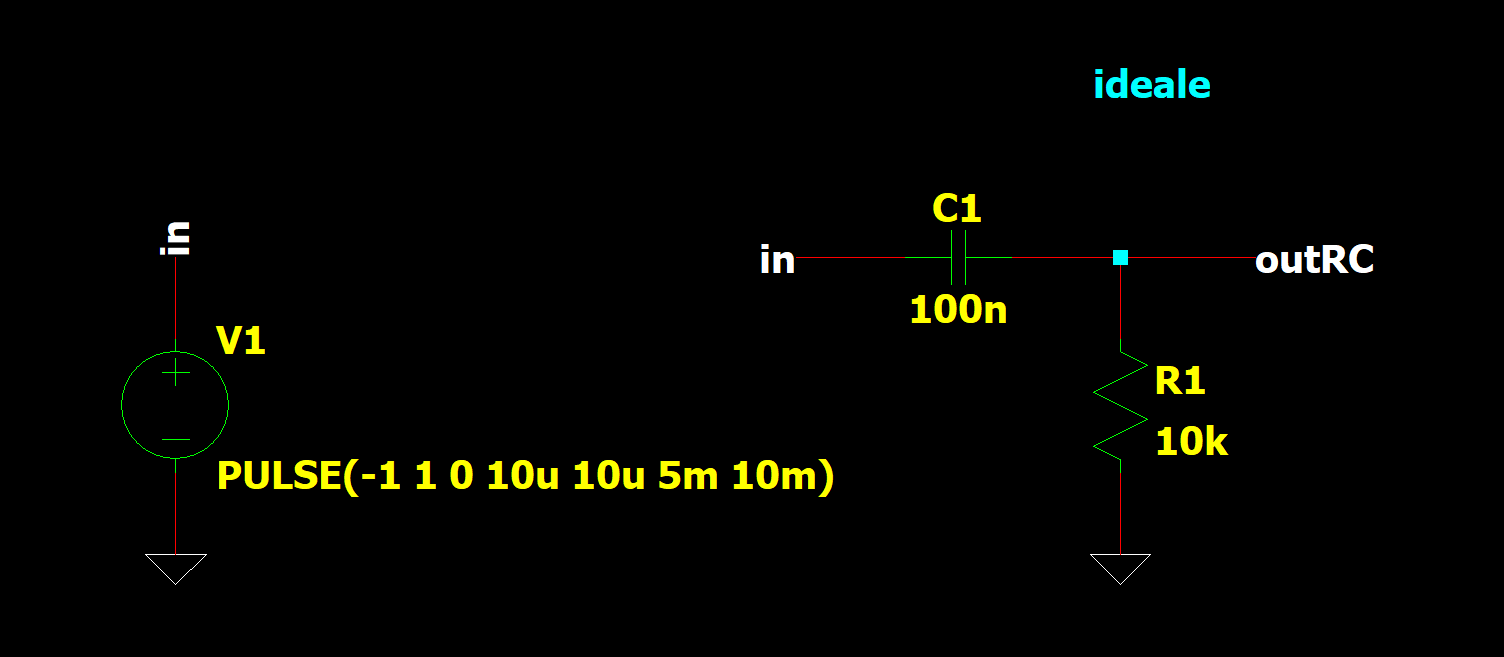 ideale
in
V1
PULSE(-1 1 0 10u 10u 5m 10m)
in
C1
100n
outRC
R1
10k